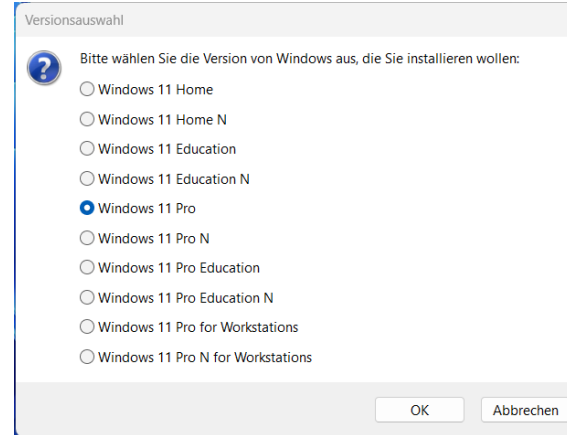 Versionsauswahl
Bitte wählen Sie die Version von Windows aus, die Sie installieren wollen:
Windows 11 Home
Windows 11 Home N
Windows 11 Education
Windows 11 Education N
Windows 11 Pro
Windows 11 Pro N
Windows 11 Pro Education
Windows 11 Pro Education N
Windows 11 Pro for Workstations
Windows 11 Pro N for Workstations
OK Abbrechen